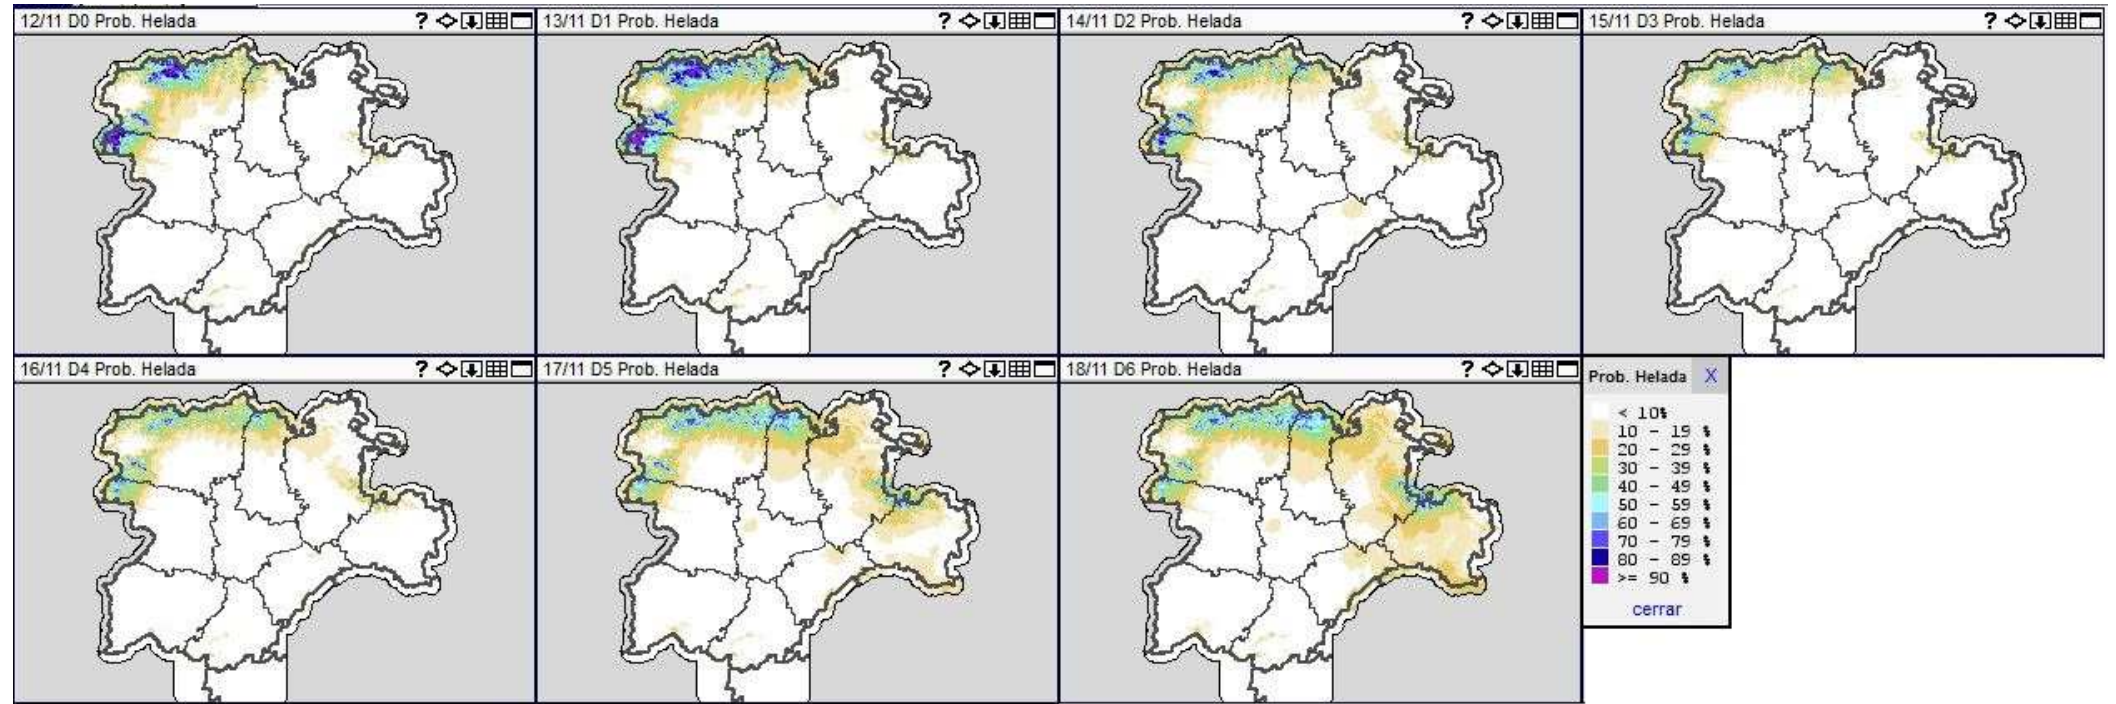 12/11 D0 Prob. Helada ?
13/11 D1 Prob. Helada ?
14/11 D2 Prob. Helada ?
15/11 D3 Prob. Helada ?
16/11 D4 Prob. Helada ?
17/11 D5 Prob. Helada ?
18/11 D6 Prob. Helada ?
Prob. Helada X
< 10%
10 - 19 %
20 - 29 %
30 - 39 %
40 - 49 %
50 - 59 %
60 - 69 %
70 - 79 %
80 - 89 %
>= 90 %
cerrar